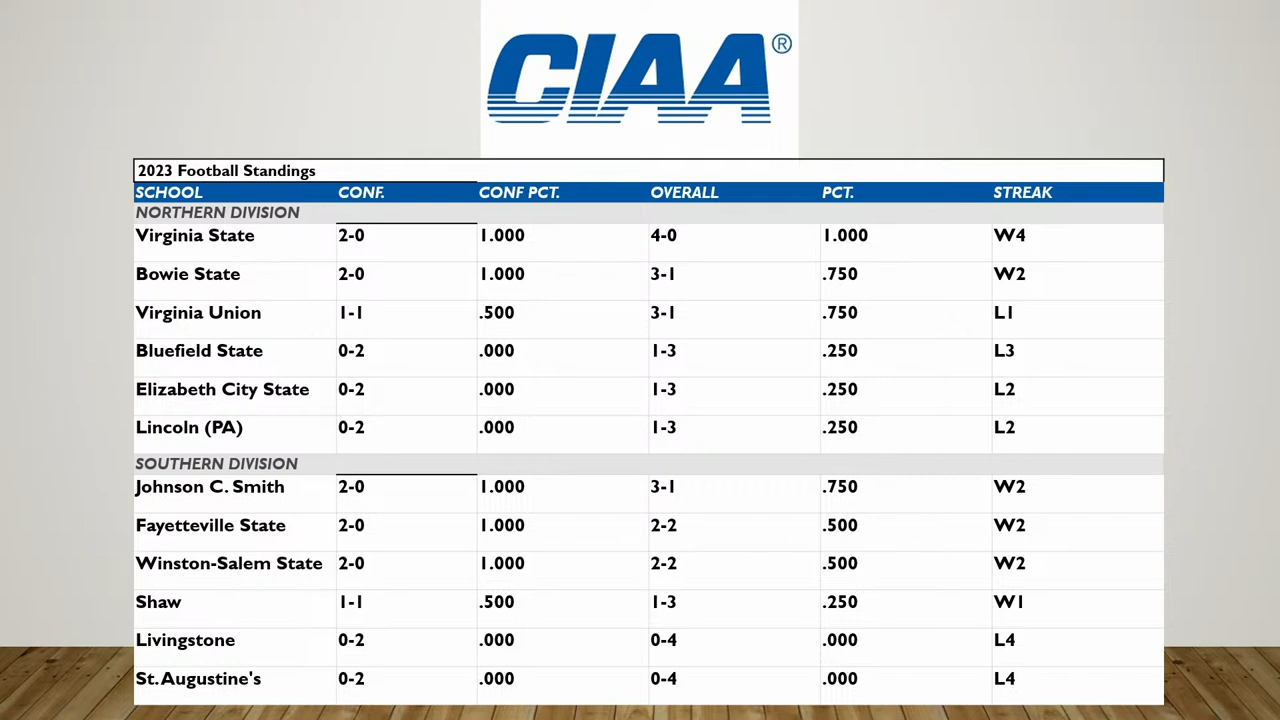 CIAA®
2023 Football Standings
SCHOOL CONF. CONF PCT. OVERALL PCT. STREAK
NORTHERN DIVISION
Virginia State 2-0 1.000 4-0 1.000 W4
Bowie State 2-0 1.000 3-1 .750 W2
Virginia Union 1-1 .500 3-1 .750 L1
Bluefield State 0-2 .000 1-3 .250 L3
Elizabeth City State 0-2 .000 1-3 .250 L2
Lincoln (PA) 0-2 .000 1-3 .250 L2
SOUTHERN DIVISION
Johnson C. Smith 2-0 1.000 3-1 .750 W2
Fayetteville State 2-0 1.000 2-2 .500 W2
Winston-Salem State 2-0 1.000 2-2 .500 W2
Shaw 1-1 .500 1-3 .250 W1
Livingstone 0-2 .000 0-4 .000 L4
St. Augustine's 0-2 .000 0-4 .000 L4